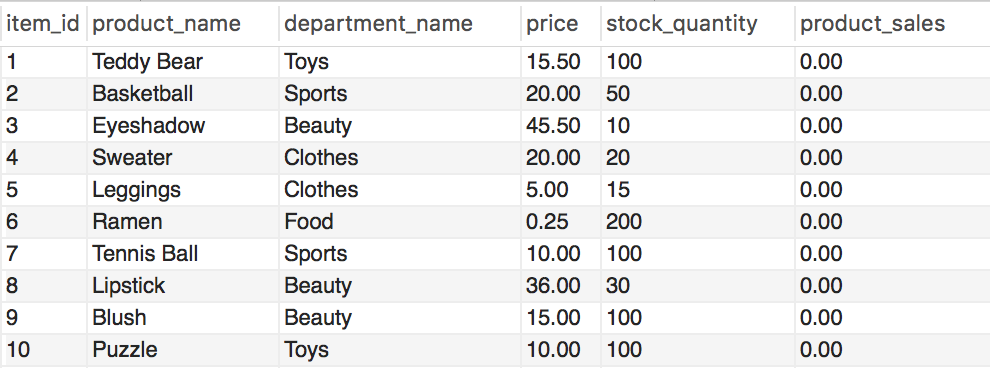 item_id product_name department_name price stock_quantity product_sales
1 Teddy Bear Toys 15.50 100 0.00
2 Basketball Sports 20.00 50 0.00
3 Eyeshadow Beauty 45.50 10 0.00
4 Sweater Clothes 20.00 20 0.00
5 Leggings Clothes 5.00 15 0.00
6 Ramen Food 0.25 200 0.00
7 Tennis Ball Sports 10.00 100 0.00
8 Lipstick Beauty 36.00 30 0.00
9 Blush Beauty 15.00 100 0.00
10 Puzzle Toys 10.00 100 0.00